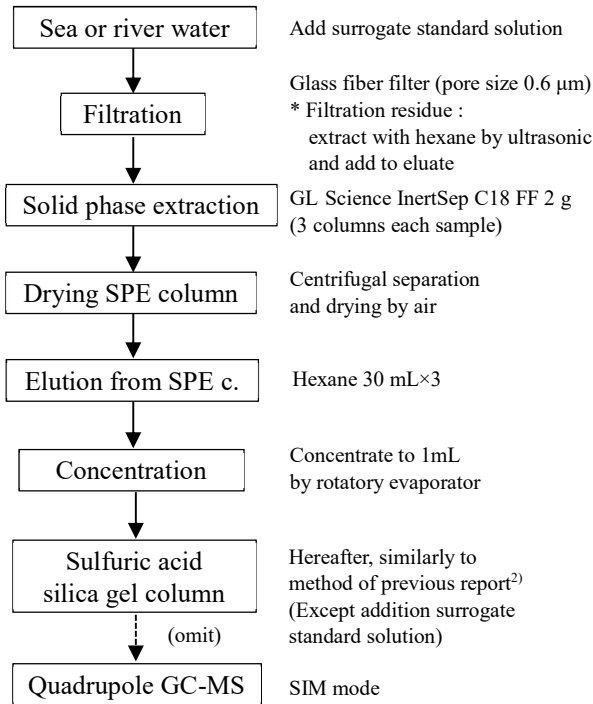 Sea or river water
Add surrogate standard solution
Filtration
Glass fiber filter (pore size 0.6 μm)
* Filtration residue :
extract with hexane by ultrasonic
and add to eluate
Solid phase extraction
GL Science InertSep C18 FF 2 g
(3 columns each sample)
Drying SPE column
Centrifugal separation
and drying by air
Elution from SPE c.
Hexane 30 mL×3
Concentration
Concentrate to 1mL
by rotatory evaporator
Sulfuric acid
silica gel column
Hereafter, similarly to
method of previous report²⁾
(Except addition surrogate
standard solution)
(omit)
Quadrupole GC-MS
SIM mode